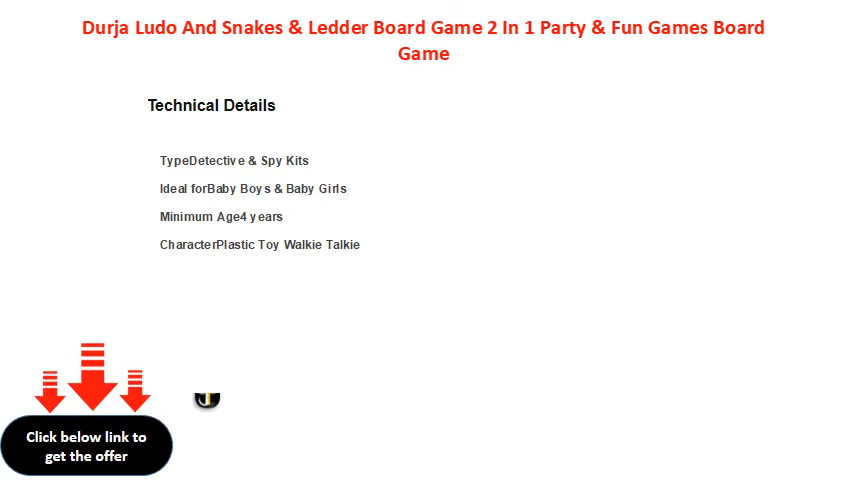 Durja Ludo And Snakes & Ledder Board Game 2 In 1 Party & Fun Games Board
Game
Technical Details
TypeDetective & Spy Kits
Ideal forBaby Boys & Baby Girls
Minimum Age4 years
CharacterPlastic Toy Walkie Talkie
Click below link to
get the offer